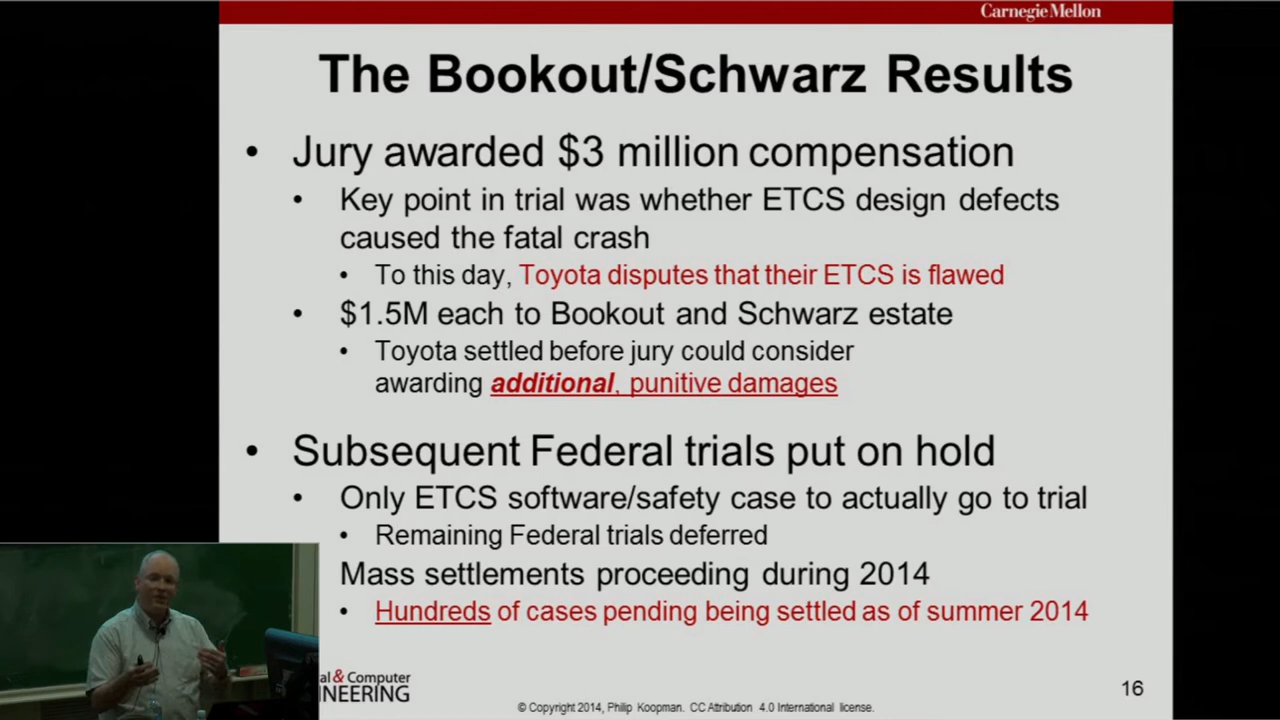 Carnegie Mellon
The Bookout/Schwarz Results
• Jury awarded $3 million compensation
• Key point in trial was whether ETCS design defects
caused the fatal crash
• To this day, Toyota disputes that their ETCS is flawed
• $1.5M each to Bookout and Schwarz estate
• Toyota settled before jury could consider
awarding additional, punitive damages
• Subsequent Federal trials put on hold
• Only ETCS software/safety case to actually go to trial
• Remaining Federal trials deferred
Mass settlements proceeding during 2014
• Hundreds of cases pending being settled as of summer 2014
al & Computer
NEERING
© Copyright 2014, Philip Koopman. CC Attribution 4.0 International license.
16